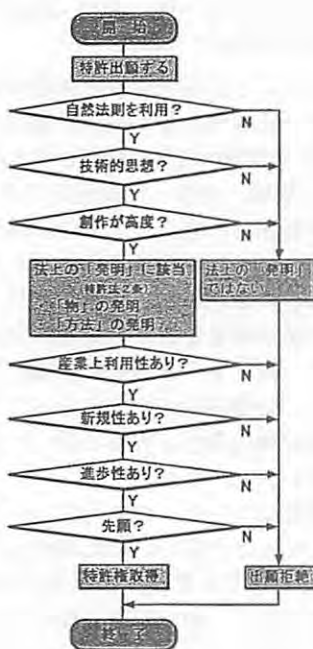 開始
特許出願する
自然法則を利用?
N
Y
技術的思想?
N
Y
創作が高度?
N
Y
法上の「発明」に該当
(特許法2条)
・「物」の発明
・「方法」の発明
法上の「発明」
ではない
産業上利用性あり?
N
Y
新規性あり?
N
Y
進歩性あり?
N
Y
先願?
N
Y
特許権取得
出願拒絶
終了